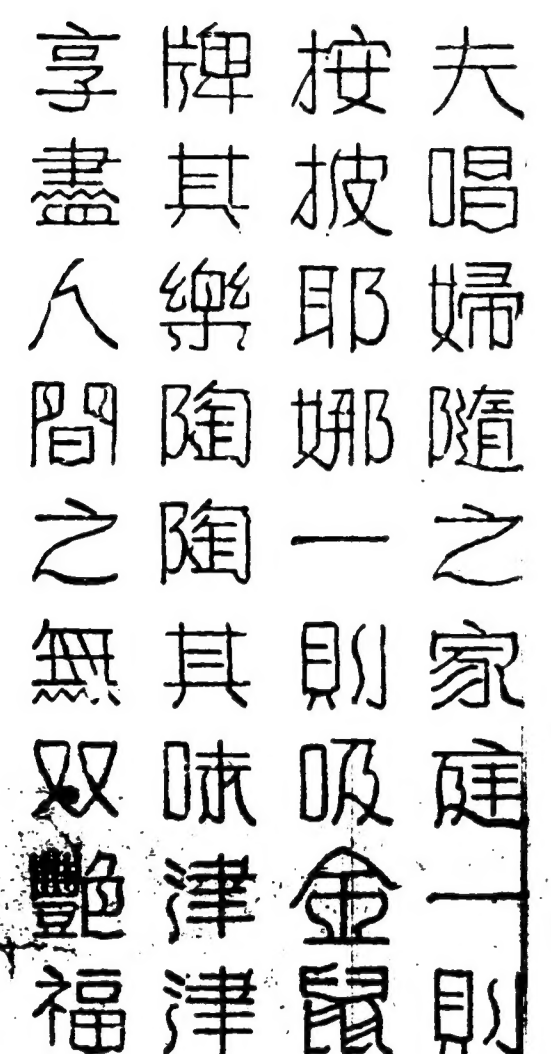 夫唱婦隨之家庭一則
按披耶娜一則吸金鼠
牌其樂陶陶其味津津
享盡人間之無双艷福